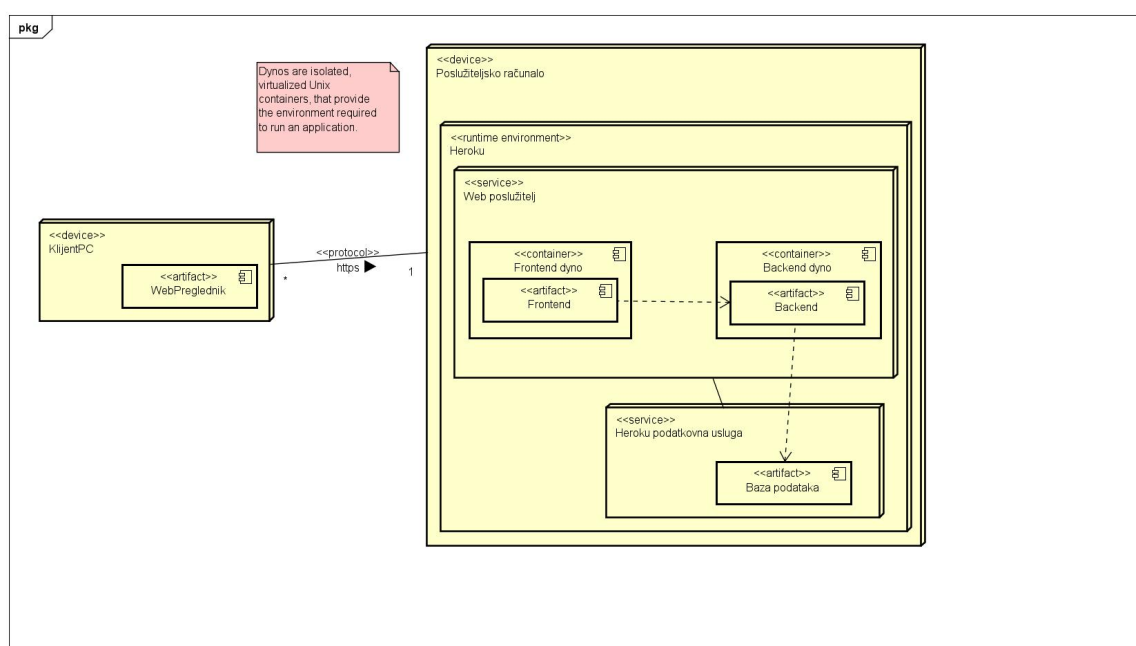 pkg
Dynos are isolated,
virtualized Unix
containers, that provide
the environment required
to run an application.
<<device>>
Poslužiteljsko računalo
<<runtime environment>>
Heroku
<<service>>
Web poslužitelj
<<device>>
KlijentPC
<<artifact>>
WebPreglednik
<<protocol>>
https
*
1
<<container>>
Frontend dyno
<<artifact>>
Frontend
<<container>>
Backend dyno
<<artifact>>
Backend
<<service>>
Heroku podatkovna usluga
<<artifact>>
Baza podataka